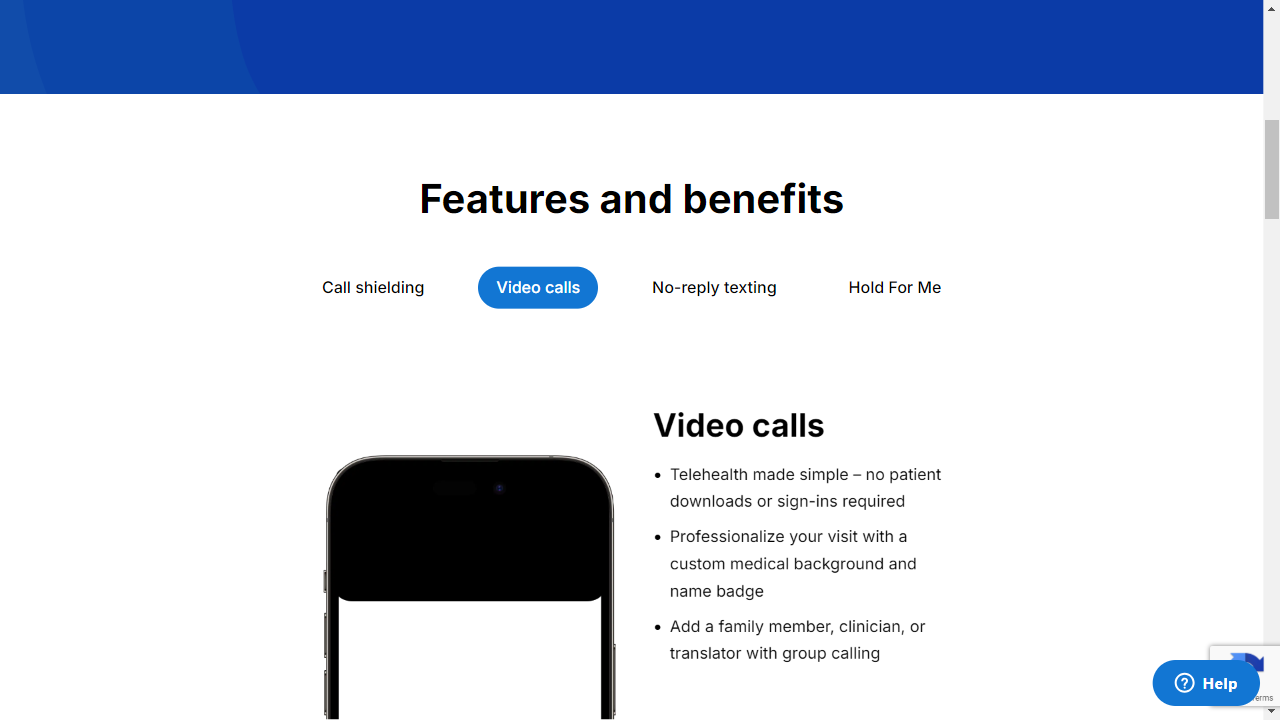 Features and benefits
Call shielding
Video calls
No-reply texting
Hold For Me
Video calls
• Telehealth made simple – no patient
downloads or sign-ins required
• Professionalize your visit with a
custom medical background and
name badge
• Add a family member, clinician, or
translator with group calling
Help